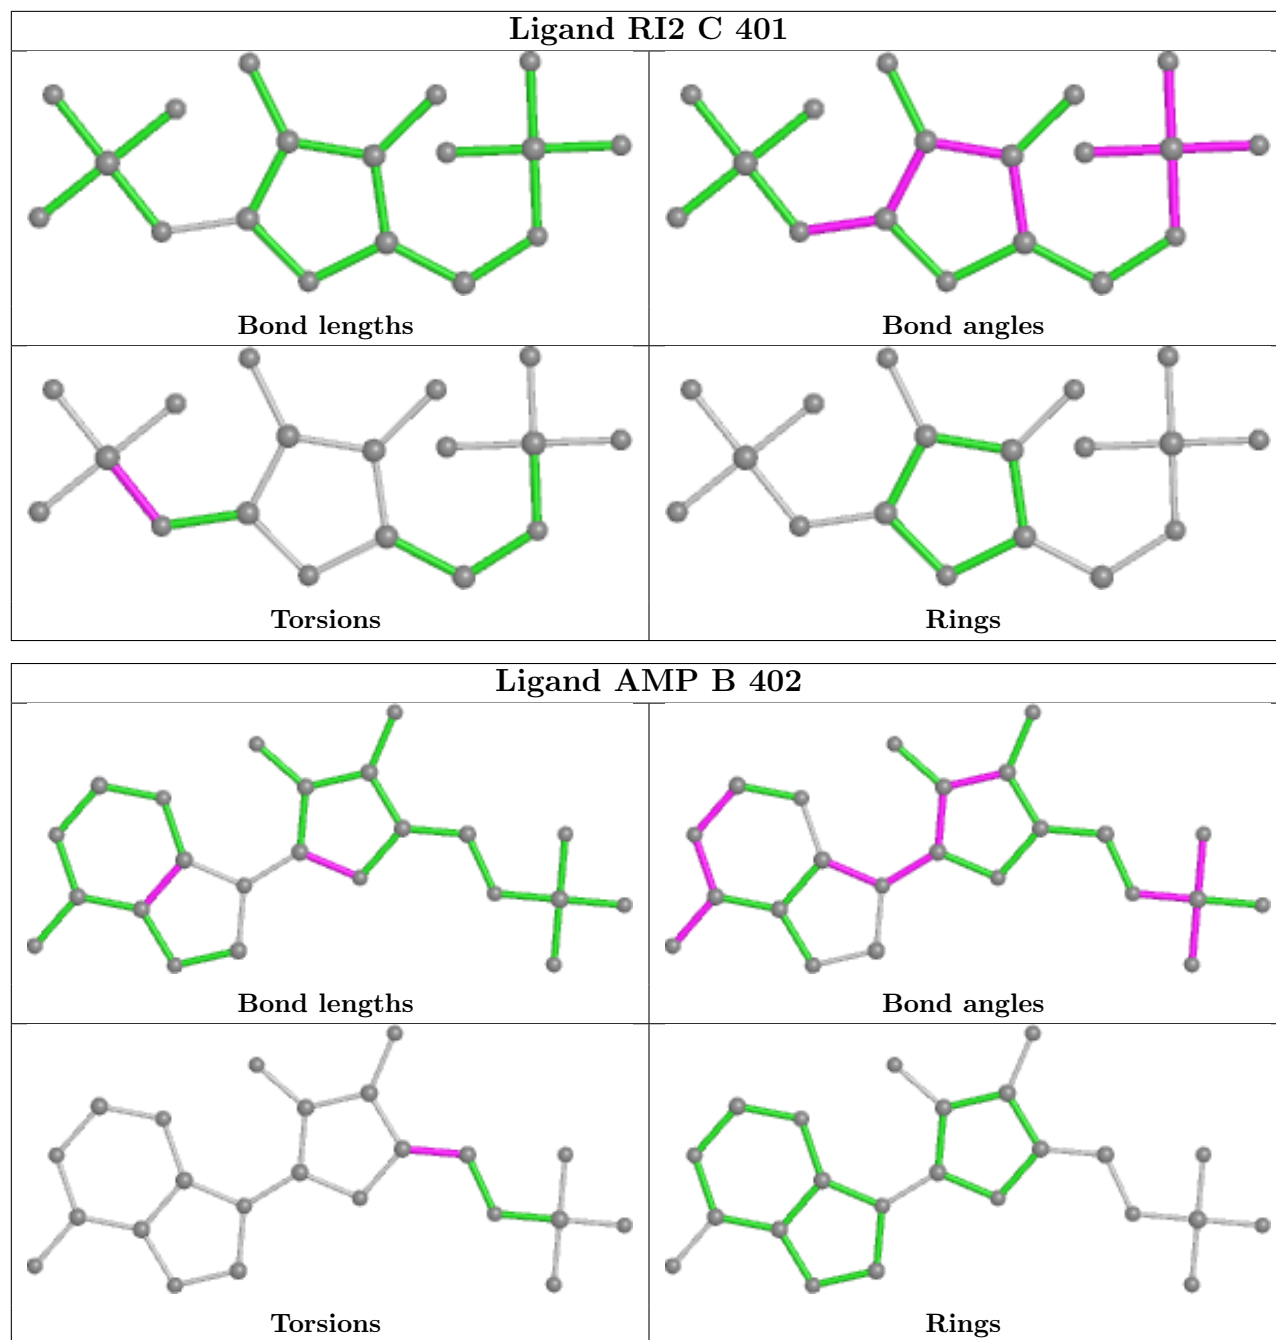 Ligand RI2 C 401
Bond lengths
Bond angles
Torsions
Rings
Ligand AMP B 402
Bond lengths
Bond angles
Torsions
Rings